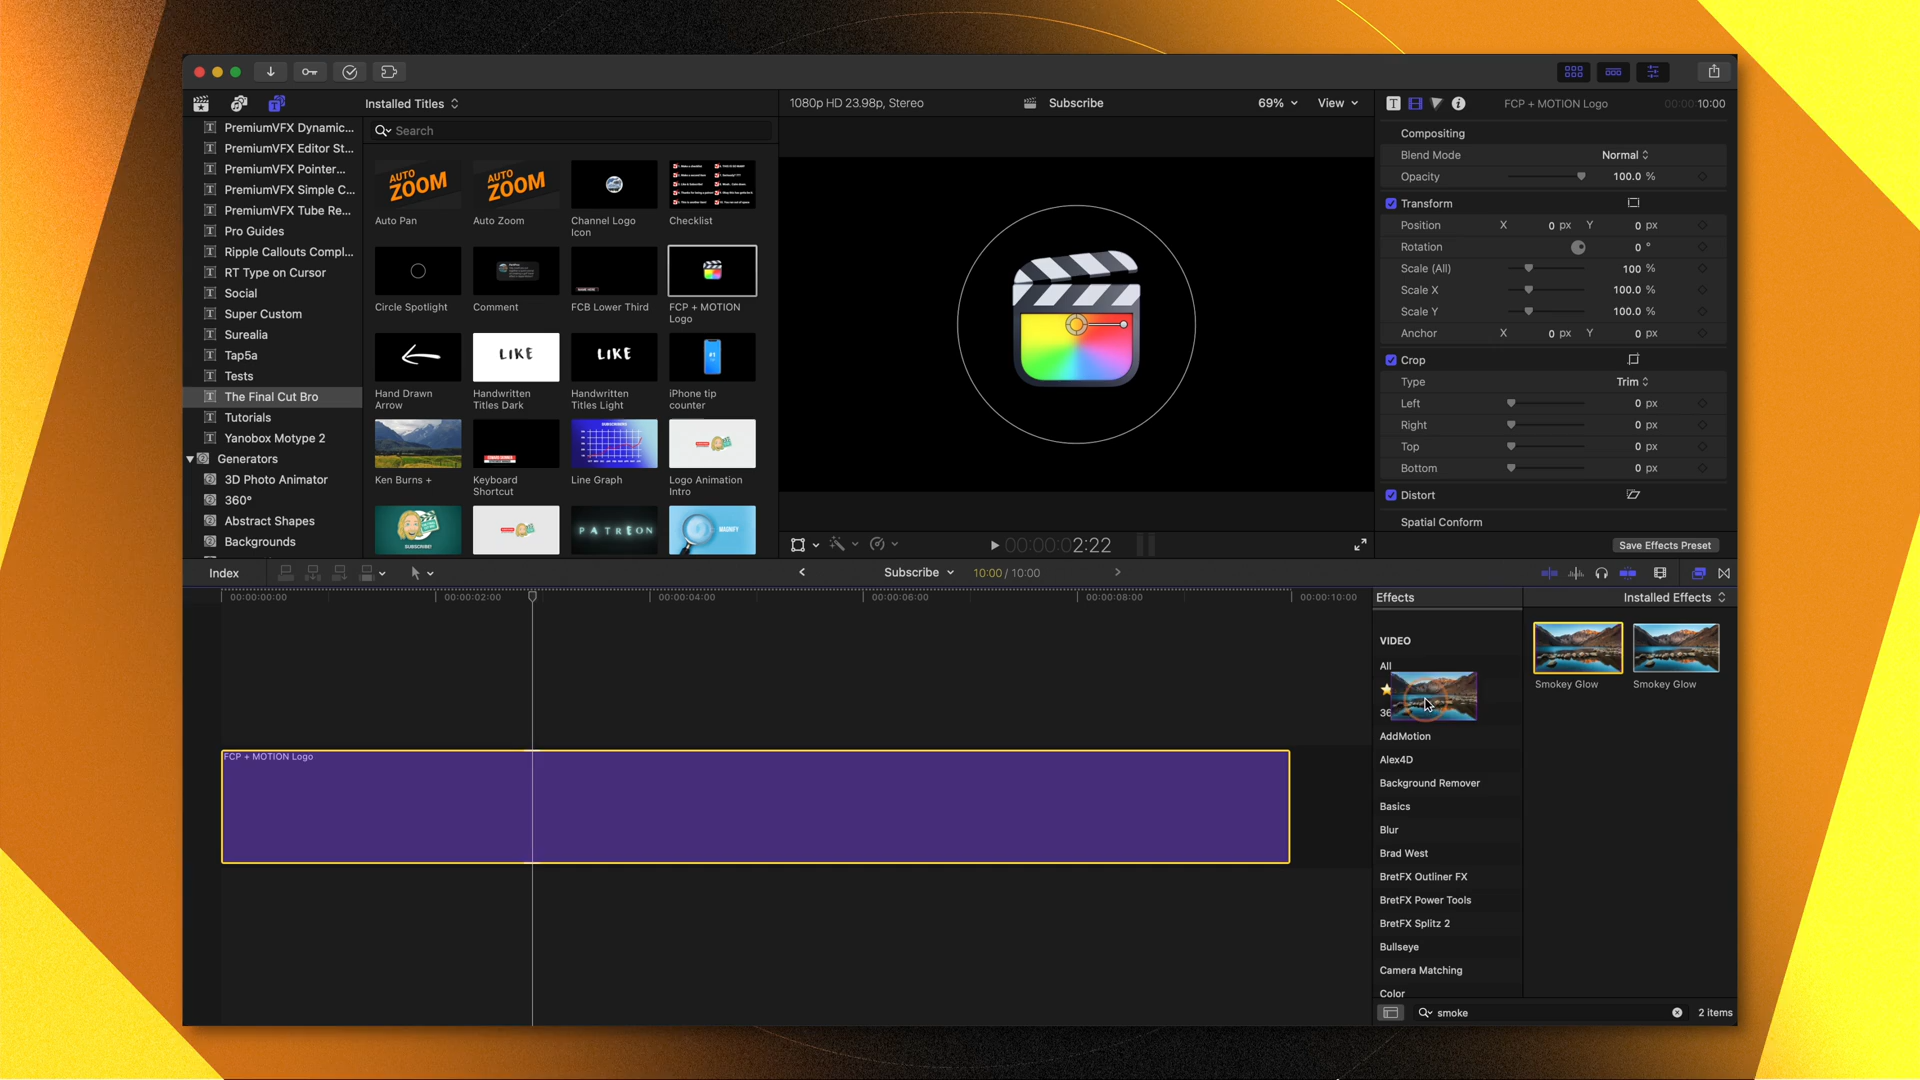 Installed Titles
1080p HD 23.98p, Stereo
Subscribe
69%
View
FCP + MOTION Logo
00:00:10:00
PremiumVFX Dynamic...
PremiumVFX Editor St...
PremiumVFX Pointer...
PremiumVFX Simple C...
PremiumVFX Tube Re...
Pro Guides
Ripple Callouts Compl...
RT Type on Cursor
Social
Super Custom
Surealia
Tap5a
Tests
The Final Cut Bro
Tutorials
Yanobox Motype 2
Generators
3D Photo Animator
360°
Abstract Shapes
Backgrounds
Search
AUTO ZOOM
AUTO ZOOM
Auto Pan
Auto Zoom
Channel Logo Icon
Checklist
Circle Spotlight
Comment
FCB Lower Third
FCP + MOTION Logo
LIKE
LIKE
#1
Hand Drawn Arrow
Handwritten Titles Dark
Handwritten Titles Light
iPhone tip counter
SUBSCRIBERS
Ken Burns +
Keyboard Shortcut
Line Graph
Logo Animation Intro
SUBSCRIBE!
PATREON
MAGNIFY
Compositing
Blend Mode Normal
Opacity 100.0 %
Transform
Position X 0 px Y 0 px
Rotation 0 °
Scale (All) 100 %
Scale X 100.0 %
Scale Y 100.0 %
Anchor X 0 px Y 0 px
Crop
Type Trim
Left 0 px
Right 0 px
Top 0 px
Bottom 0 px
Distort
Spatial Conform
Save Effects Preset
00:00:02:22
Index
Subscribe
10:00 / 10:00
00:00:00:00
00:00:02:00
00:00:04:00
00:00:06:00
00:00:08:00
00:00:10:00
FCP + MOTION Logo
Effects
Installed Effects
VIDEO
All
36
AddMotion
Alex4D
Background Remover
Basics
Blur
Brad West
BretFX Outliner FX
BretFX Power Tools
BretFX Splitz 2
Bullseye
Camera Matching
Color
Smokey Glow
Smokey Glow
smoke
2 items